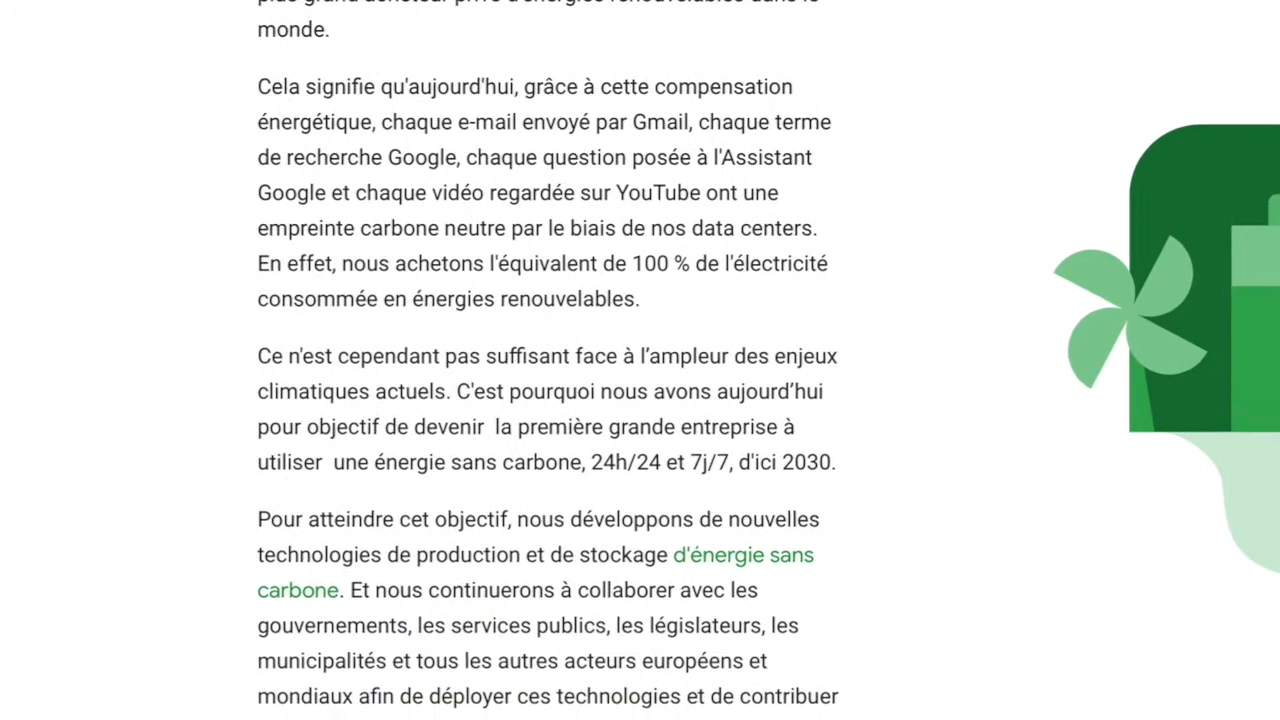 monde.
Cela signifie qu'aujourd'hui, grâce à cette compensation
énergétique, chaque e-mail envoyé par Gmail, chaque terme
de recherche Google, chaque question posée à l'Assistant
Google et chaque vidéo regardée sur YouTube ont une
empreinte carbone neutre par le biais de nos data centers.
En effet, nous achetons l'équivalent de 100 % de l'électricité
consommée en énergies renouvelables.
Ce n'est cependant pas suffisant face à l’ampleur des enjeux
climatiques actuels. C'est pourquoi nous avons aujourd’hui
pour objectif de devenir  la première grande entreprise à
utiliser  une énergie sans carbone, 24h/24 et 7j/7, d'ici 2030.
Pour atteindre cet objectif, nous développons de nouvelles
technologies de production et de stockage d'énergie sans
carbone. Et nous continuerons à collaborer avec les
gouvernements, les services publics, les législateurs, les
municipalités et tous les autres acteurs européens et
mondiaux afin de déployer ces technologies et de contribuer